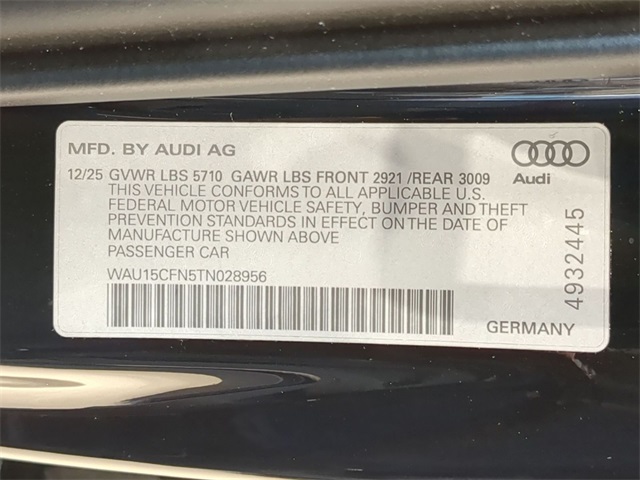 MFD. BY AUDI AG
12/25 GVWR LBS 5710 GAWR LBS FRONT 2921 /REAR 3009
THIS VEHICLE CONFORMS TO ALL APPLICABLE U.S.
FEDERAL MOTOR VEHICLE SAFETY, BUMPER AND THEFT
PREVENTION STANDARDS IN EFFECT ON THE DATE OF
MANUFACTURE SHOWN ABOVE
PASSENGER CAR
WAU15CFN5TN028956
Audi
4932445
GERMANY